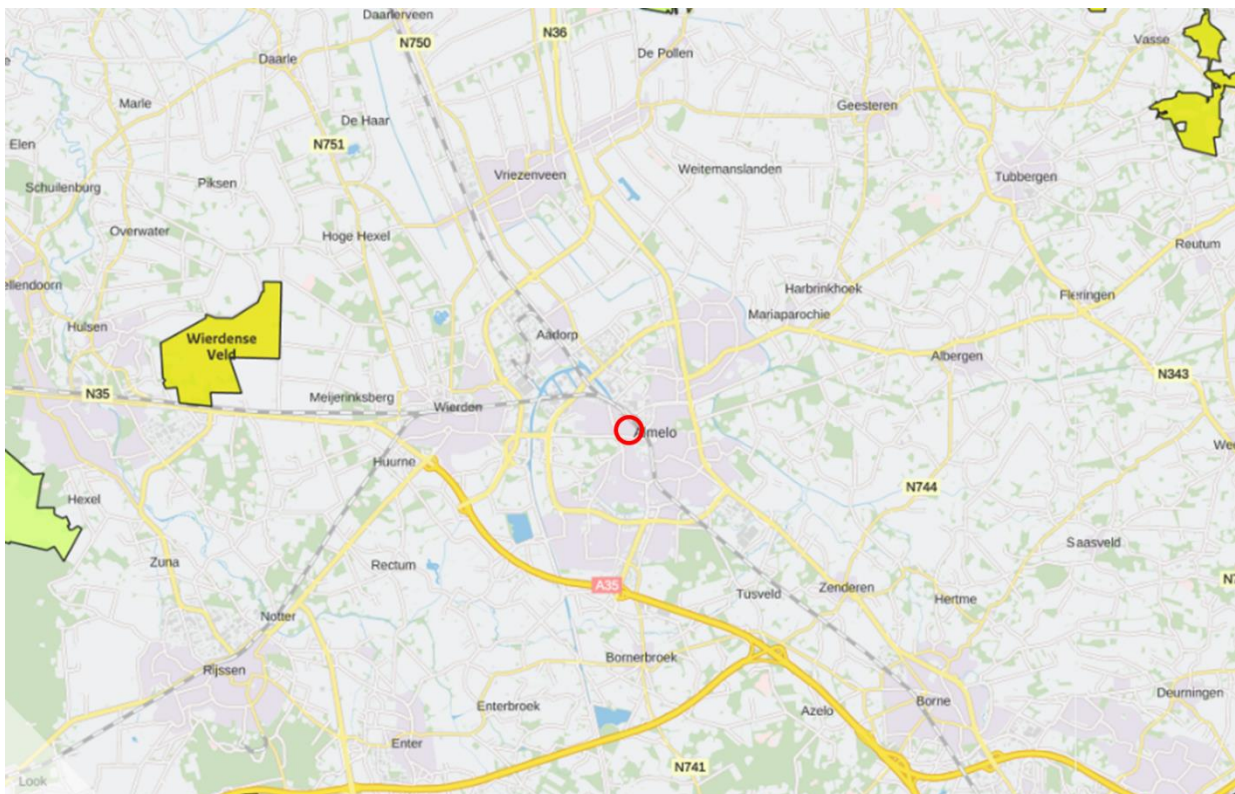 Daarlerveen
N750
N36
De Pollen
Vasse
Daarle
Marle
De Haar
Geesteren
Elen
N751
Vriezenveen
Weitemanslanden
Tubbergen
Schuilenburg
Piksen
Overwater
Hoge Hexel
Reutum
ellendoorn
Harbrinkhoek
Fleringen
Hulsen
Wierdense
Veld
Aadorp
Mariaparochie
Albergen
N343
N35
Meijerinksberg
Wierden
Almelo
Huurne
N744
Hexel
Saasveld
Zuna
Rectum
A35
Tusveld
Zenderen
Hertme
Notter
Rijssen
Bornerbroek
Enterbroek
Azelo
Borne
Deurningen
Enter
N741
Look